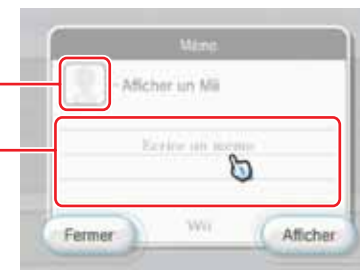 Mémo
Afficher un Mii
Ecrire un mémo
Wii
Fermer
Afficher